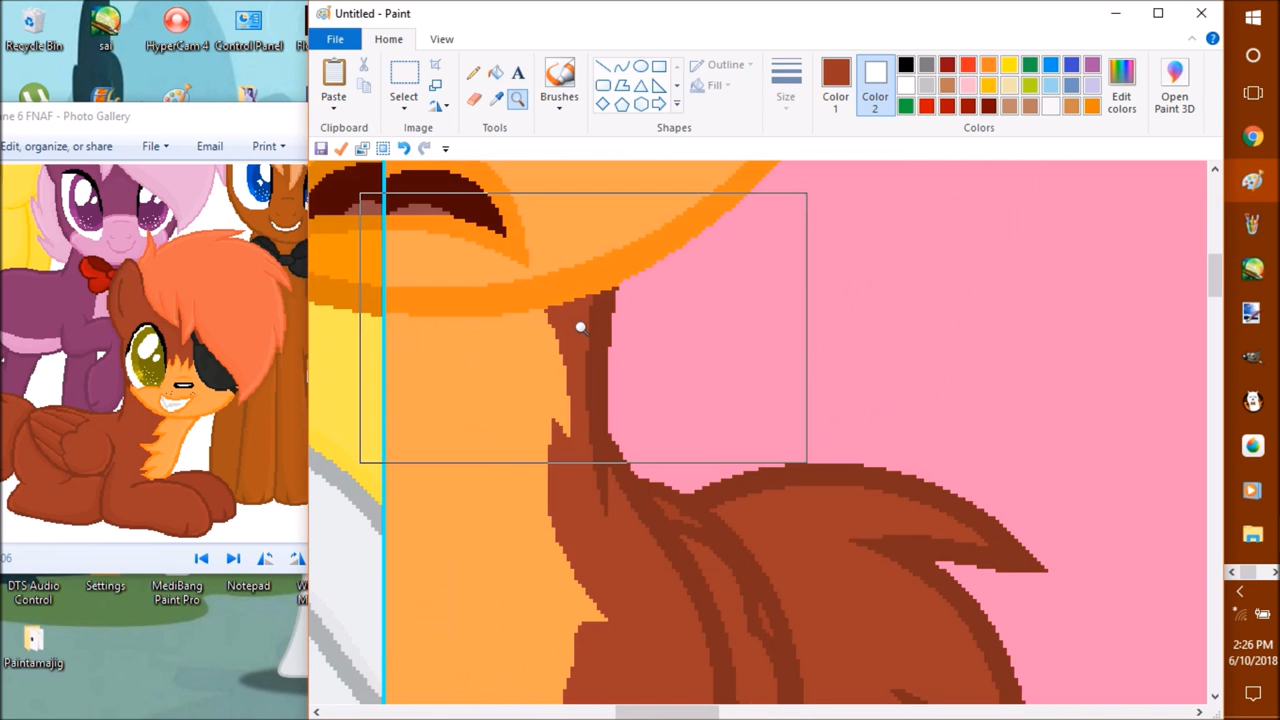 Recycle Bin
sai
HyperCam 4
Control Panel
ane 6 FNAF - Photo Gallery
Edit, organize, or share
File
Email
Print
06
DTS Audio
Control
Settings
MediBang
Paint Pro
Notepad
Paintamajig
Untitled - Paint
File
Home
View
Paste
Select
Brushes
Outline
Fill
Size
Color
1
Color
2
Edit
colors
Open
Paint 3D
Clipboard
Image
Tools
Shapes
Colors
2:26 PM
6/10/2018